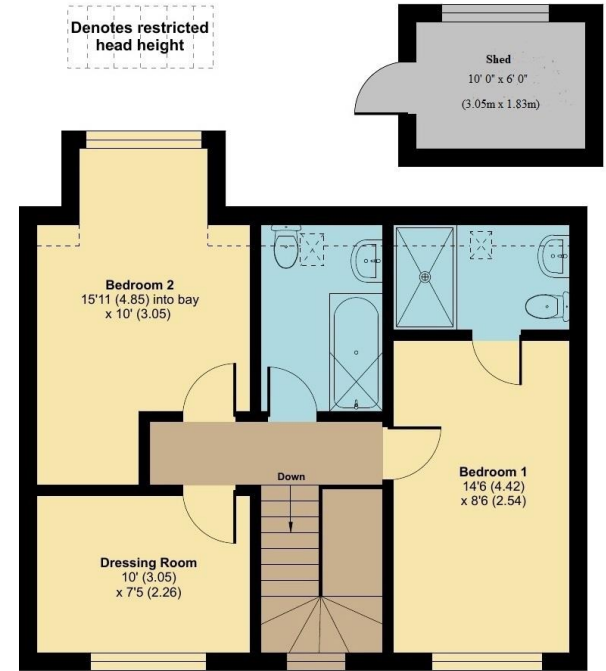 Denotes restricted
head height
Shed
10' 0" x 6' 0"
(3.05m x 1.83m)
Bedroom 2
15'11 (4.85) into bay
x 10' (3.05)
Down
Bedroom 1
14'6 (4.42)
x 8'6 (2.54)
Dressing Room
10' (3.05)
x 7'5 (2.26)